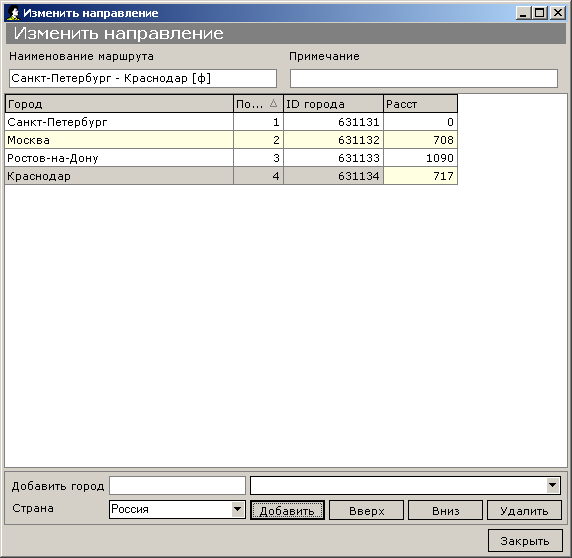 Изменить направление
Изменить направление
Наименование маршрута Примечание
Санкт-Петербург - Краснодар [ф]
Город По... ID города Расст
Санкт-Петербург 1 631131 0
Москва 2 631132 708
Ростов-на-Дону 3 631133 1090
Краснодар 4 631134 717
Добавить город
Страна Россия Добавить Вверх Вниз Удалить
Закрыть